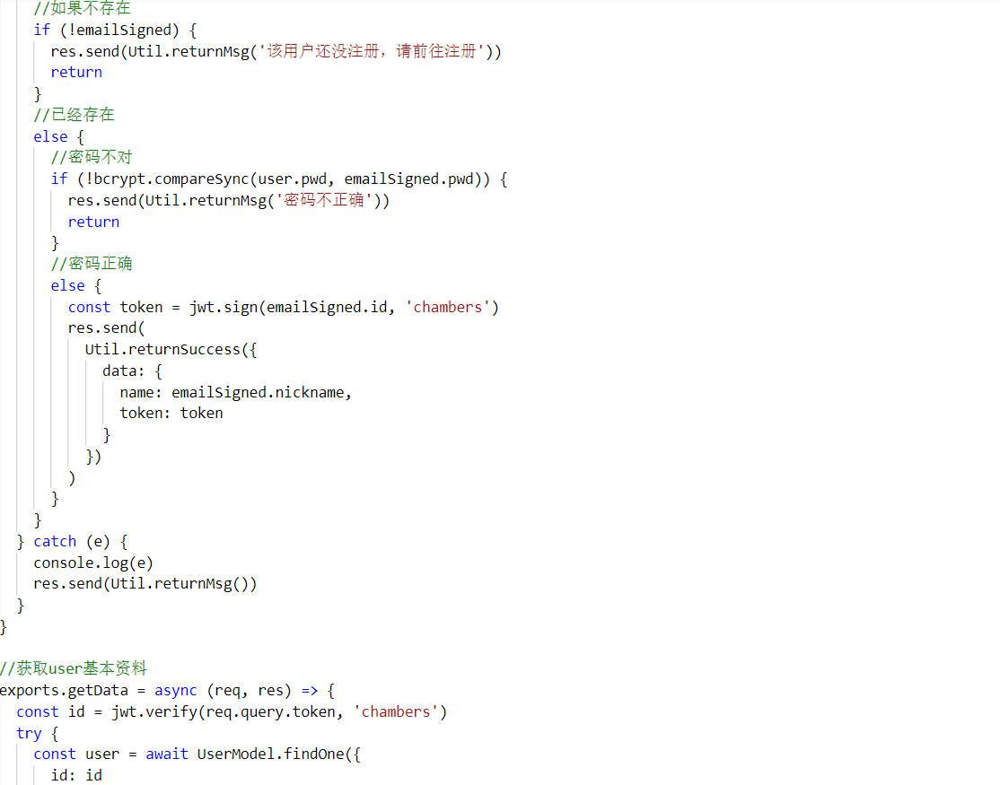 //如果不存在
if (!emailSigned) {
res.send(Util.returnMsg('该用户还没注册，请前往注册'))
return
}
//已经存在
else {
//密码不对
if (!bcrypt.compareSync(user.pwd, emailSigned.pwd)) {
res.send(Util.returnMsg('密码不正确'))
return
}
//密码正确
else {
const token = jwt.sign(emailSigned.id, 'chambers')
res.send(
Util.returnSuccess({
data: {
name: emailSigned.nickname,
token: token
}
})
)
}
}
} catch (e) {
console.log(e)
res.send(Util.returnMsg())
}
}
//获取user基本资料
exports.getData = async (req, res) => {
const id = jwt.verify(req.query.token, 'chambers')
try {
const user = await UserModel.findOne({
id: id